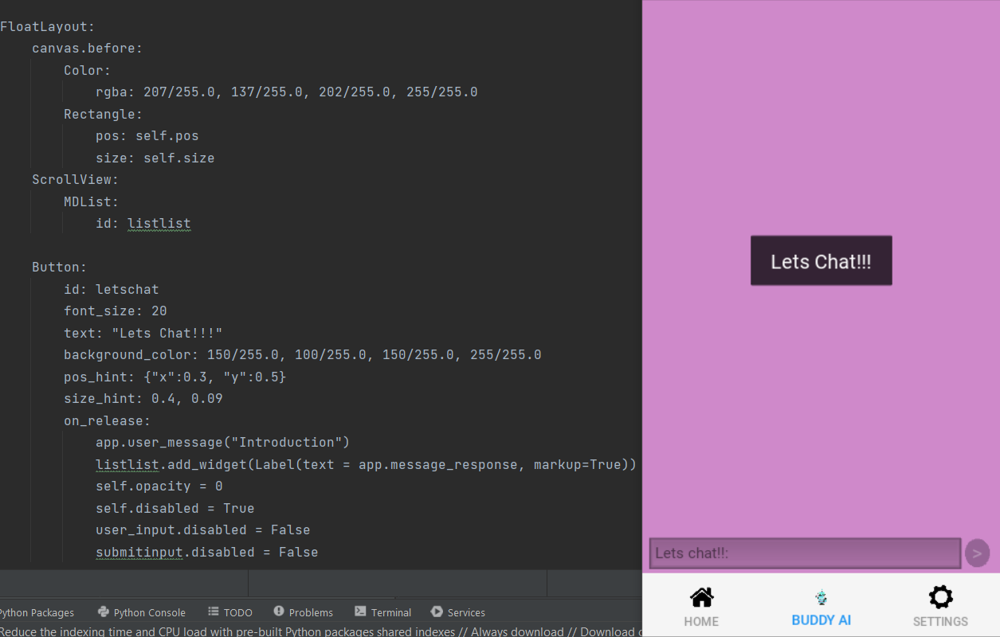 FloatLayout:
canvas.before:
Color:
rgba: 207/255.0, 137/255.0, 202/255.0, 255/255.0
Rectangle:
pos: self.pos
size: self.size
ScrollView:
MDList:
id: listlist
Button:
id: letschat
font_size: 20
text: "Lets Chat!!!"
background_color: 150/255.0, 100/255.0, 150/255.0, 255/255.0
pos_hint: {"x":0.3, "y":0.5}
size_hint: 0.4, 0.09
on_release:
app.user_message("Introduction")
listlist.add_widget(Label(text = app.message_response, markup=True))
self.opacity = 0
self.disabled = True
user_input.disabled = False
submitinput.disabled = False
Python Packages
Python Console
TODO
Problems
Terminal
Services
Reduce the indexing time and CPU load with pre-built Python packages shared indexes // Always download // Download
Lets Chat!!!
Lets chat!!:
>
HOME
BUDDY AI
SETTINGS